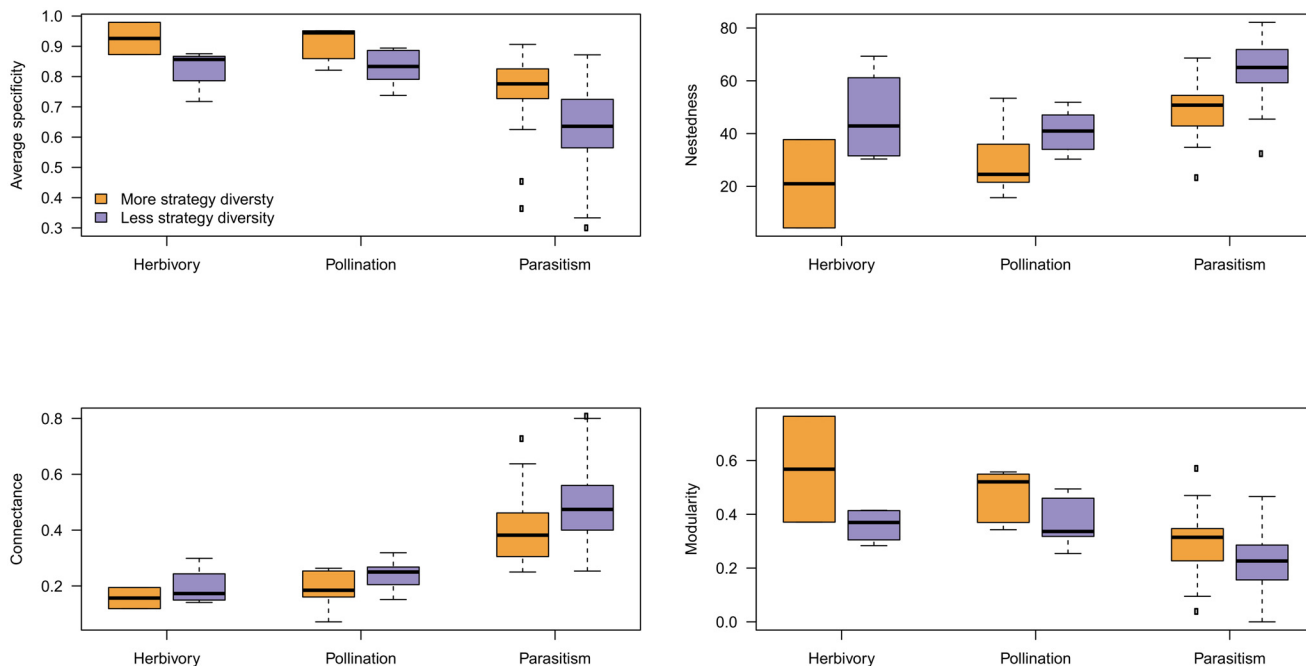 Average specificity
1.0
0.9
0.8
0.7
0.6
0.5
0.4
0.3
More strategy diversty
Less strategy diversity
Herbivory Pollination Parasitism
Nestedness
80
60
40
20
Herbivory Pollination Parasitism
Connectance
0.8
0.6
0.4
0.2
Herbivory Pollination Parasitism
Modularity
0.6
0.4
0.2
0.0
Herbivory Pollination Parasitism